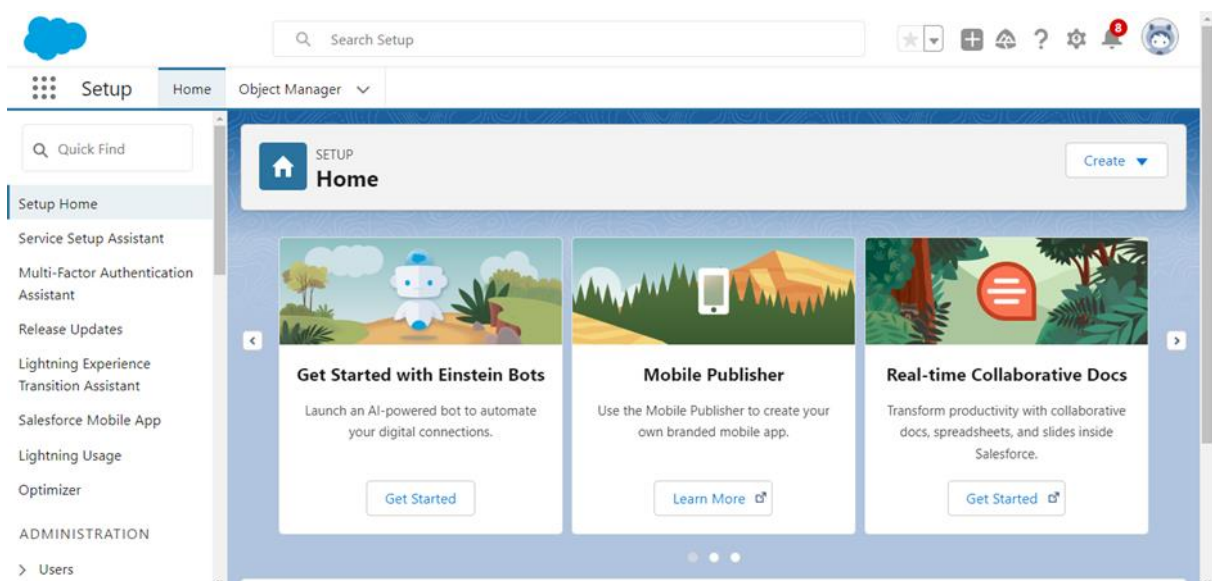 Search Setup
8
Setup
Home
Object Manager
Quick Find
Setup Home
Service Setup Assistant
Multi-Factor Authentication
Assistant
Release Updates
Lightning Experience
Transition Assistant
Salesforce Mobile App
Lightning Usage
Optimizer
ADMINISTRATION
Users
SETUP
Home
Create
Get Started with Einstein Bots
Launch an AI-powered bot to automate
your digital connections.
Get Started
Mobile Publisher
Use the Mobile Publisher to create your
own branded mobile app.
Learn More
Real-time Collaborative Docs
Transform productivity with collaborative
docs, spreadsheets, and slides inside
Salesforce.
Get Started